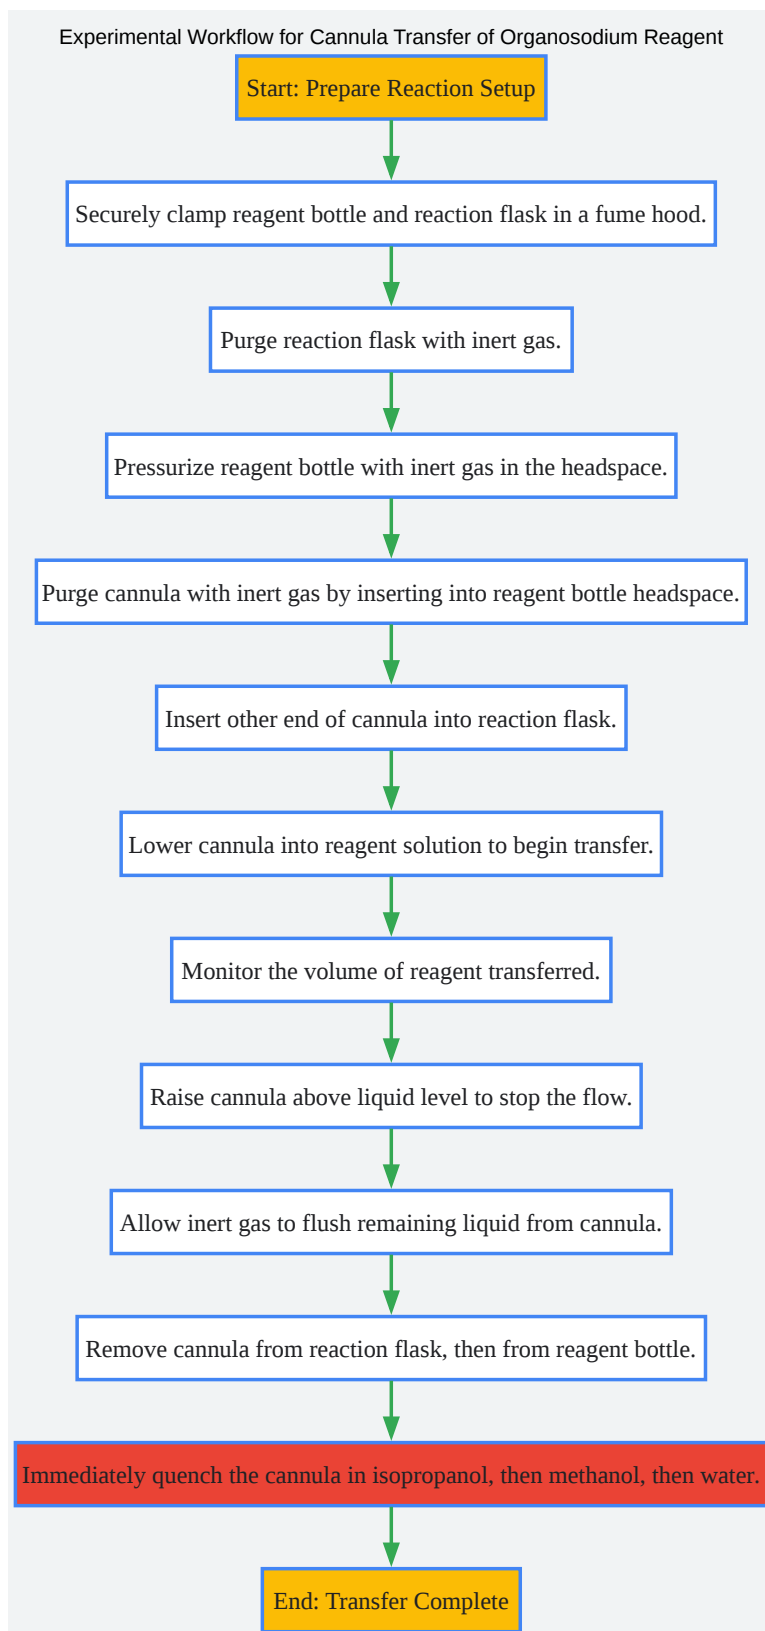 Experimental Workflow for Cannula Transfer of Organosodium Reagent
Start: Prepare Reaction Setup
Securely clamp reagent bottle and reaction flask in a fume hood.
Purge reaction flask with inert gas.
Pressurize reagent bottle with inert gas in the headspace.
Purge cannula with inert gas by inserting into reagent bottle headspace.
Insert other end of cannula into reaction flask.
Lower cannula into reagent solution to begin transfer.
Monitor the volume of reagent transferred.
Raise cannula above liquid level to stop the flow.
Allow inert gas to flush remaining liquid from cannula.
Remove cannula from reaction flask, then from reagent bottle.
Immediately quench the cannula in isopropanol, then methanol, then water.
End: Transfer Complete